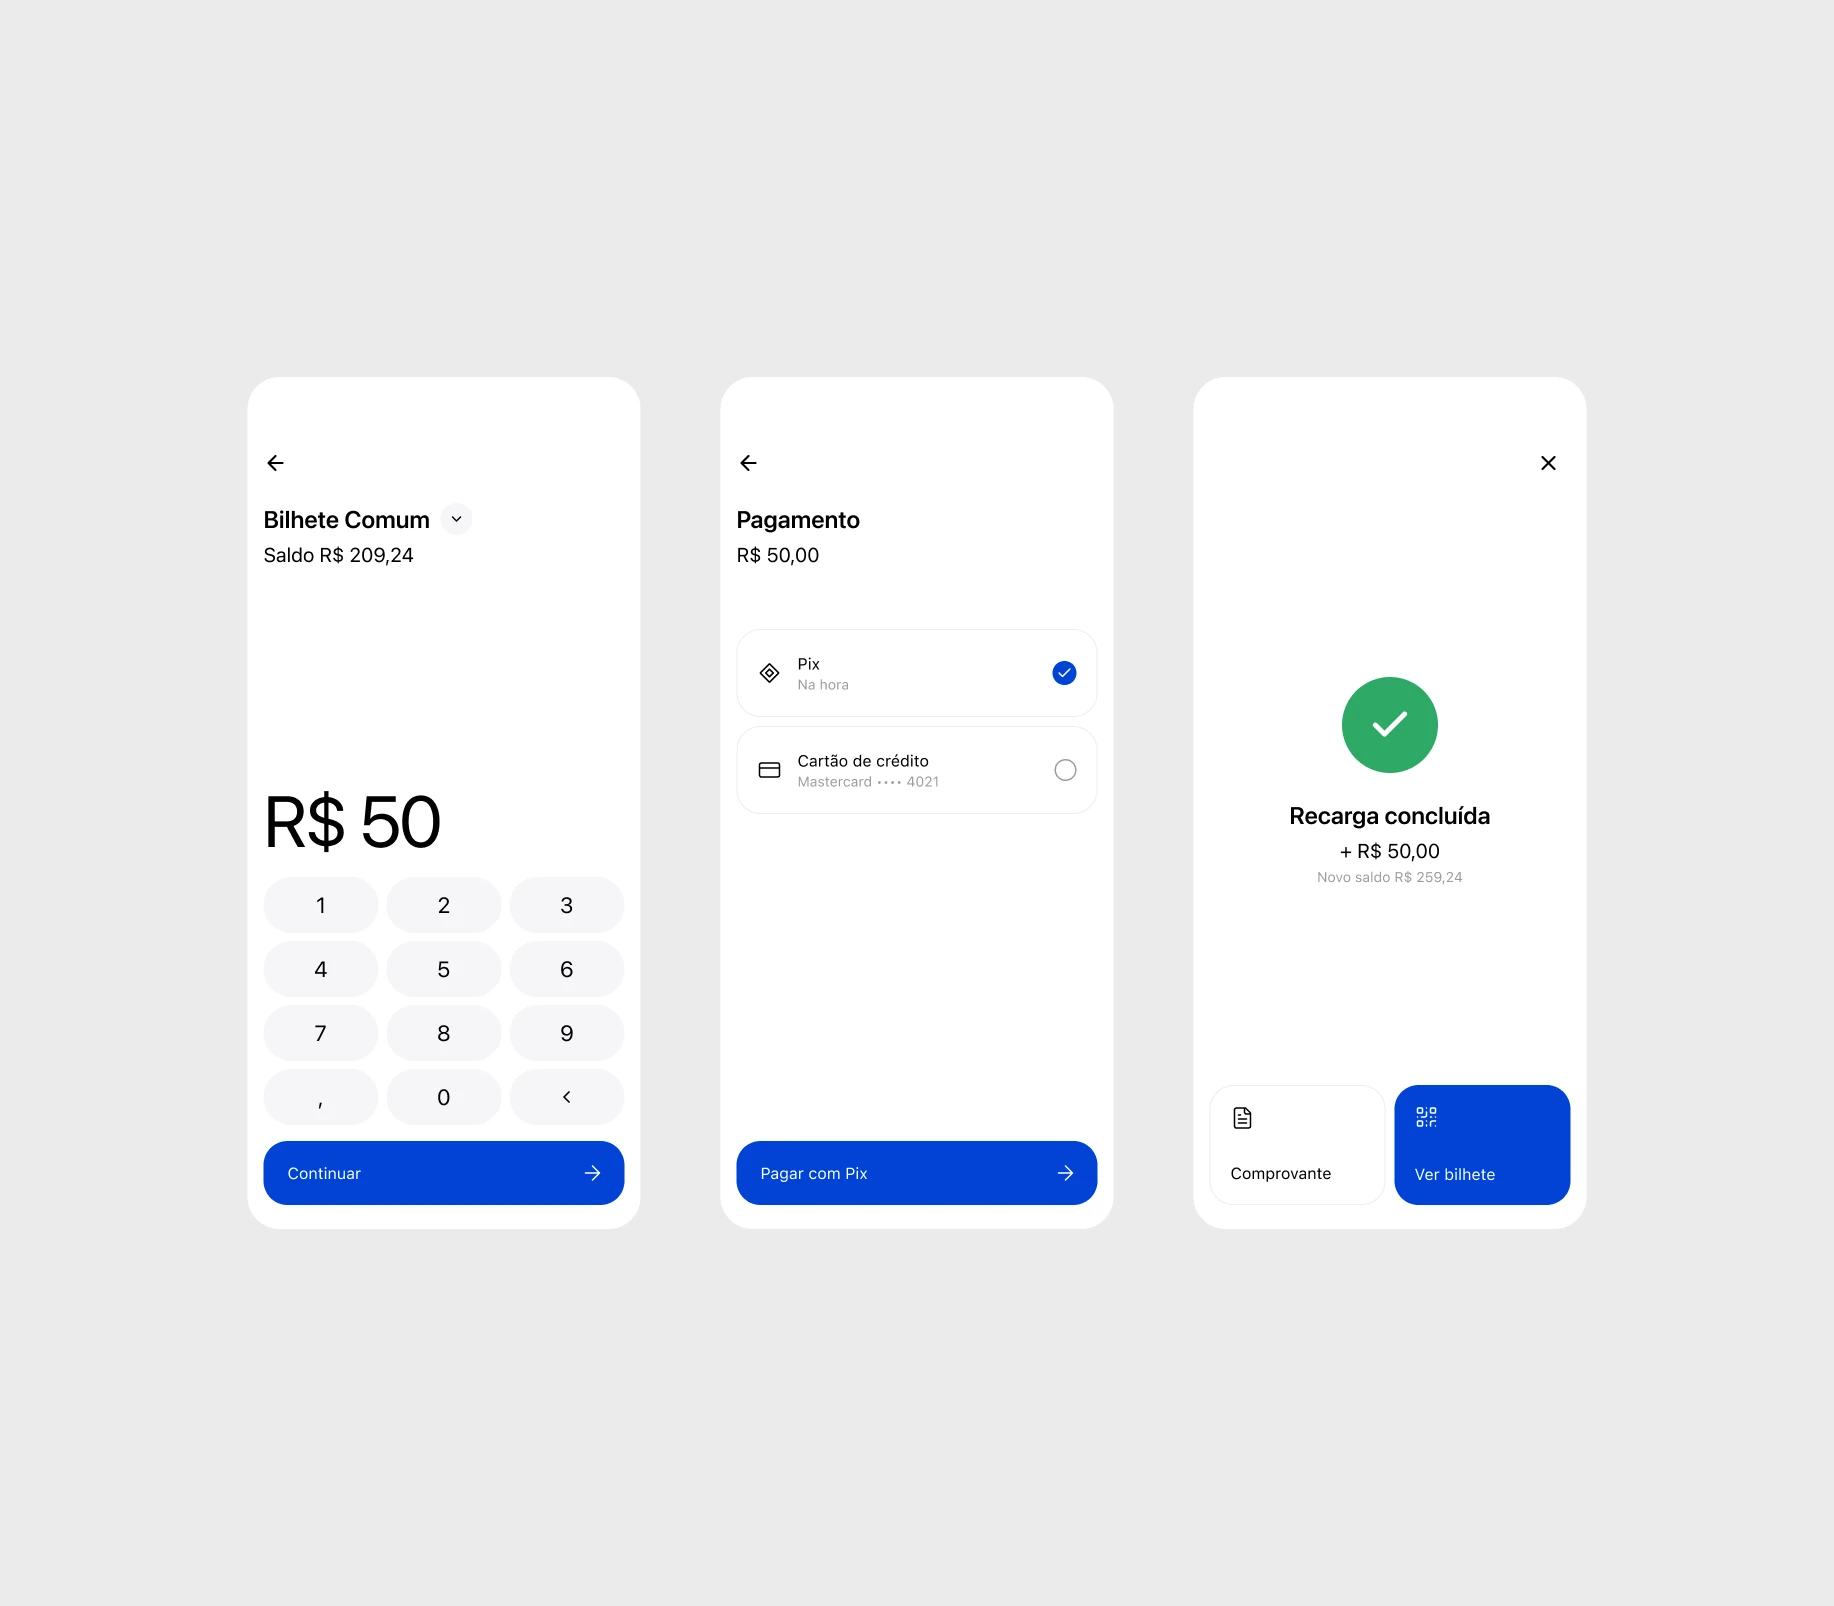 Bilhete Comum
Saldo R$ 209,24
R$ 50
1 2 3
4 5 6
7 8 9
, 0
Continuar
Pagamento
R$ 50,00
Pix
Na hora
Cartão de crédito
Mastercard •••• 4021
Pagar com Pix
Recarga concluída
+ R$ 50,00
Novo saldo R$ 259,24
Comprovante
Ver bilhete